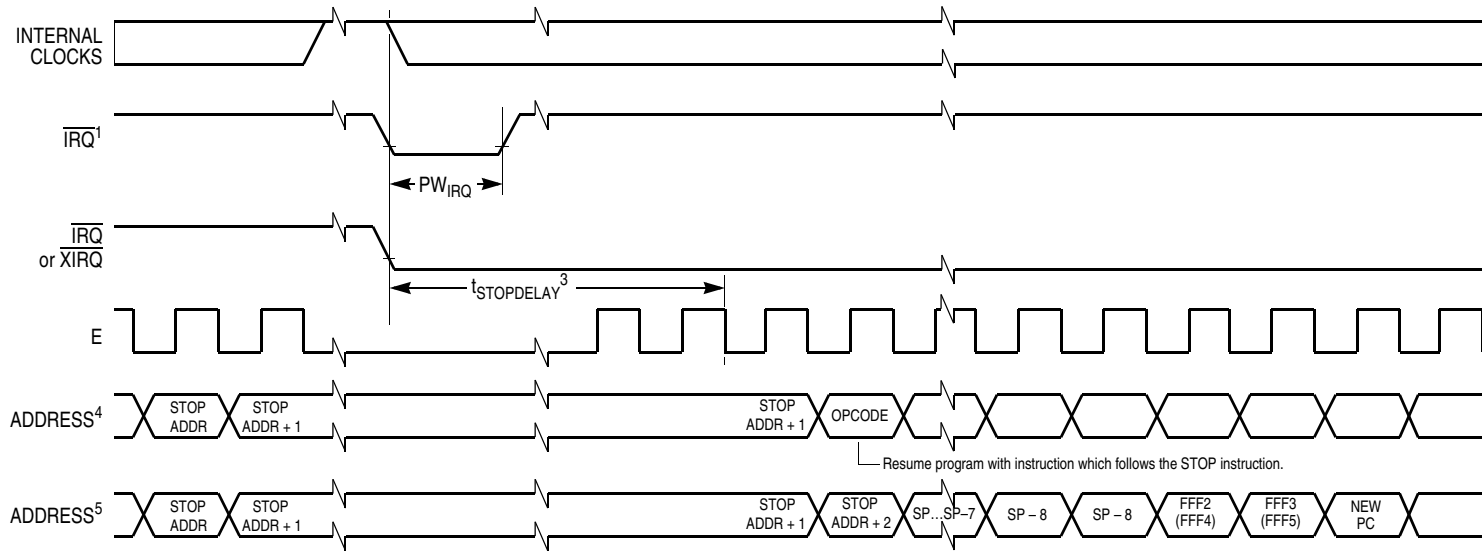 INTERNAL
CLOCKS
IRQ1
PWIRQ
IRQ
or XIRQ
tSTOPDELAY3
E
ADDRESS4
STOP
ADDR
STOP
ADDR + 1
STOP
ADDR + 1
OPCODE
Resume program with instruction which follows the STOP instruction.
ADDRESS5
STOP
ADDR
STOP
ADDR + 1
STOP
ADDR + 1
STOP
ADDR + 2
SP…SP–7
SP – 8
SP – 8
FFF2
(FFF4)
FFF3
(FFF5)
NEW
PC